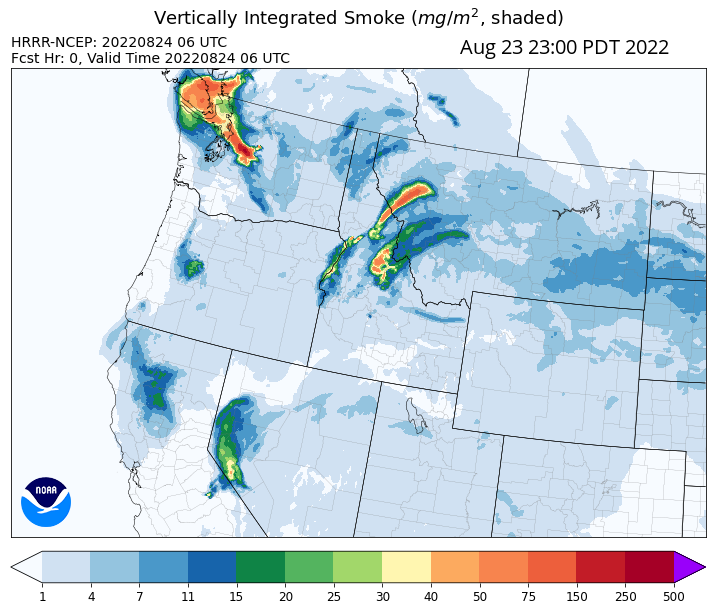 Vertically Integrated Smoke (mg/m², shaded)
HRRR-NCEP: 20220824 06 UTC
Aug 23 23:00 PDT 2022
Fcst Hr: 0, Valid Time 20220824 06 UTC
NOAA
1 4 7 11 15 20 25 30 40 50 75 150 250 500